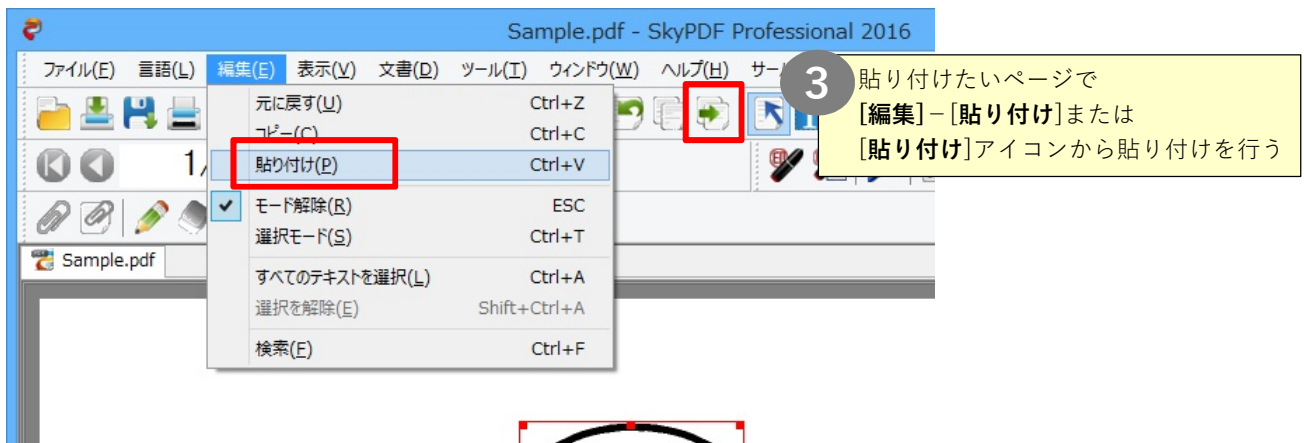 Sample.pdf - SkyPDF Professional 2016
ファイル(F) 言語(L) 編集(E) 表示(V) 文書(D) ツール(T) ウィンドウ(W) ヘルプ(H) サー
3
貼り付けたいページで
[編集]－[貼り付け]または
[貼り付け]アイコンから貼り付けを行う
元に戻す(U) Ctrl+Z
コピー(C) Ctrl+C
1/
貼り付け(P) Ctrl+V
モード解除(R) ESC
選択モード(S) Ctrl+T
Sample.pdf
すべてのテキストを選択(L) Ctrl+A
選択を解除(E) Shift+Ctrl+A
検索(F) Ctrl+F